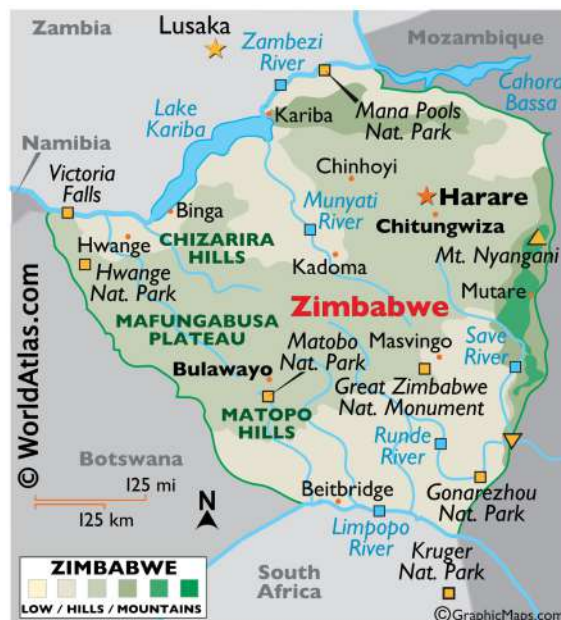 Zambia
Lusaka
Zambezi
River
Mozambique
Cahora
Bassa
Lake
Kariba
Kariba
Mana Pools
Nat. Park
Namibia
Victoria
Falls
Chinhoyi
Harare
Munyati
River
Chitungwiza
Binga
Hwange
CHIZARIRA
HILLS
Mt. Nyangani
Hwange
Nat. Park
Kadoma
Zimbabwe
Mutare
MAFUNGABUSA
PLATEAU
Matobo
Nat. Park
Masvingo
Save
River
Bulawayo
Great Zimbabwe
Nat. Monument
MATOPO
HILLS
Runde
River
Botswana
125 mi
125 km
N
Beitbridge
Gonarezhou
Nat. Park
Limpopo
River
Kruger
Nat. Park
South
Africa
ZIMBABWE
LOW / HILLS / MOUNTAINS
© WorldAtlas.com
©GraphicMaps.com